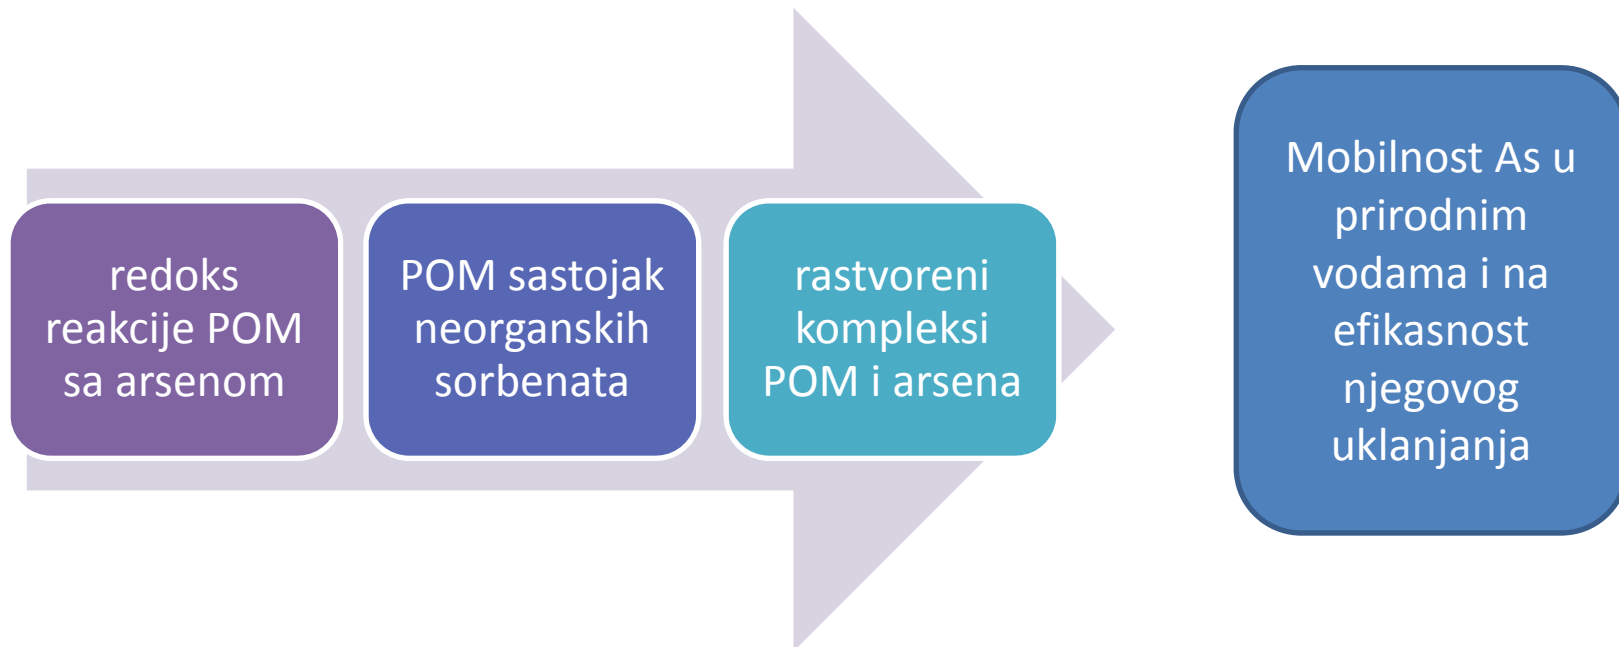 redoks
reakcije POM
sa arsenom
POM sastojak
neorganskih
sorbenata
rastvoreni
kompleksi
POM i arsena
Mobilnost As u
prirodnim
vodama i na
efikasnost
njegovog
uklanjanja